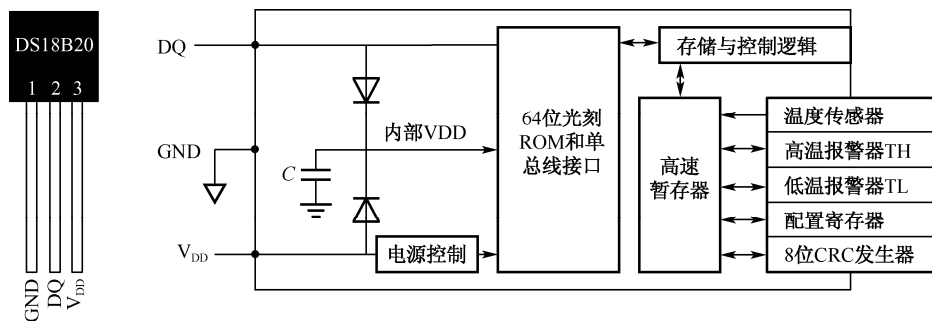 DS18B20
1 2 3
GND DQ VDD
DQ
GND
VDD
内部VDD
C
电源控制
64位光刻
ROM和单
总线接口
存储与控制逻辑
高速
暂存器
温度传感器
高温报警器TH
低温报警器TL
配置寄存器
8位CRC发生器